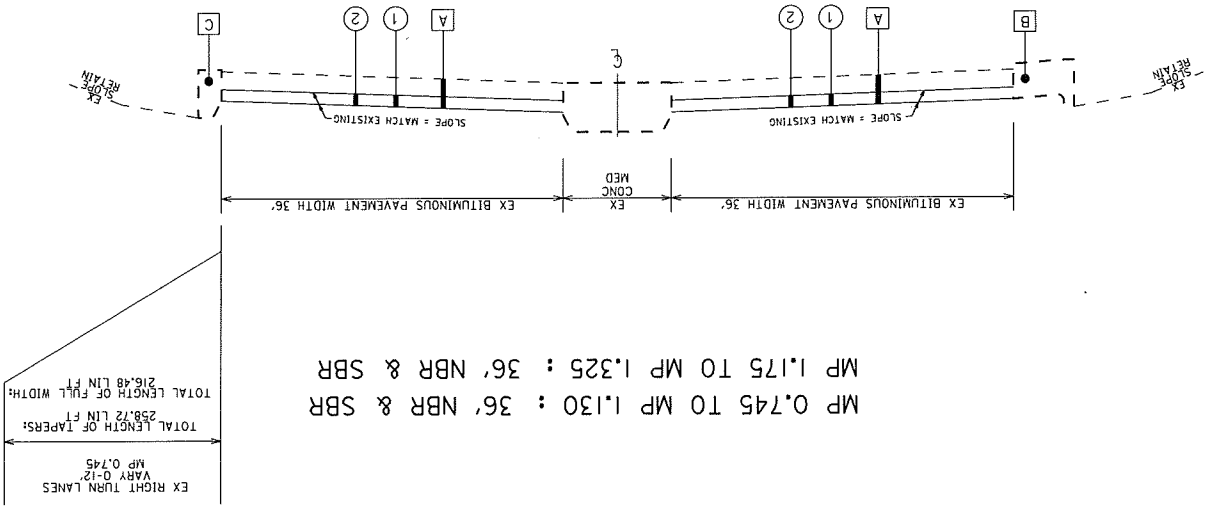 MP 0.745 TO MP 1.130 : 36' NBR & SBR
MP 1.175 TO MP 1.325 : 36' NBR & SBR
EX RIGHT TURN LANES
VARY 0-12'
MP 0.745
TOTAL LENGTH OF TAPERS:
258.72 LIN FT
TOTAL LENGTH OF FULL WIDTH:
216.48 LIN FT
EX BITUMINOUS PAVEMENT WIDTH 36'
EX
CONC
MED
EX BITUMINOUS PAVEMENT WIDTH 36'
SLOPE = MATCH EXISTING
SLOPE = MATCH EXISTING
EX
SLOPE
RETAIN
EX
SLOPE
RETAIN
C
2
1
A
℄
2
1
A
B